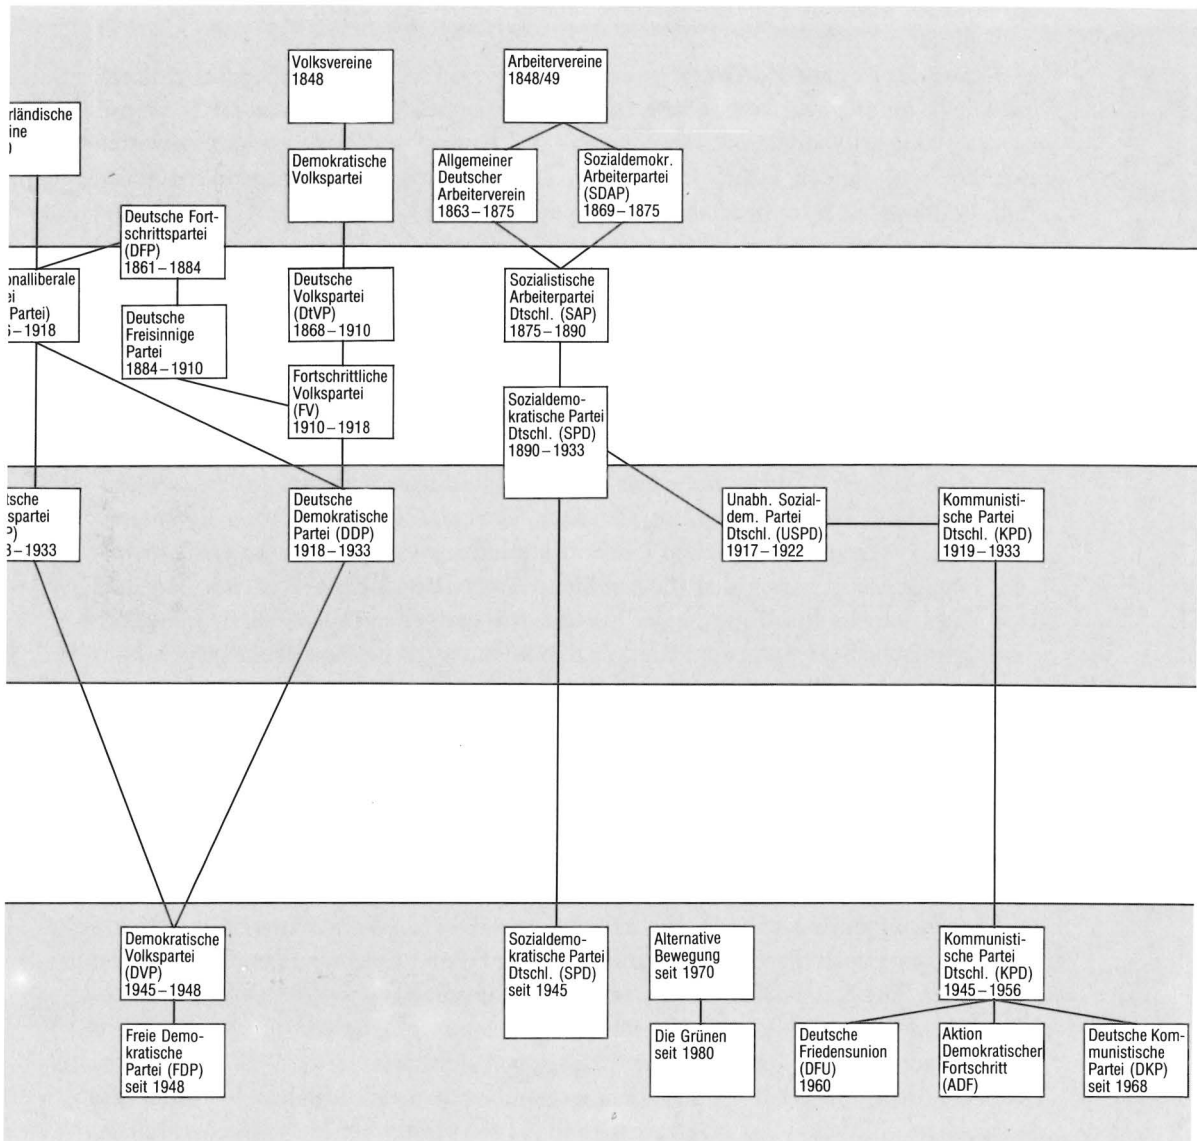 Volksvereine
1848
Arbeitervereine
1848/49
Demokratische
Volkspartei
Allgemeiner
Deutscher
Arbeiterverein
1863–1875
Sozialdemokr.
Arbeiterpartei
(SDAP)
1869–1875
rländische
ine
)
Deutsche Fort-
schrittspartei
(DFP)
1861–1884
onalliberale
ei
Partei)
–1918
Deutsche
Freisinnige
Partei
1884–1910
Deutsche
Volkspartei
(DtVP)
1868–1910
Fortschrittliche
Volkspartei
(FV)
1910–1918
Sozialistische
Arbeiterpartei
Dtschl. (SAP)
1875–1890
Sozialdemo-
kratische Partei
Dtschl. (SPD)
1890–1933
tsche
kspartei
P)
8–1933
Deutsche
Demokratische
Partei (DDP)
1918–1933
Unabh. Sozial-
dem. Partei
Dtschl. (USPD)
1917–1922
Kommunisti-
sche Partei
Dtschl. (KPD)
1919–1933
Demokratische
Volkspartei
(DVP)
1945–1948
Freie Demo-
kratische
Partei (FDP)
seit 1948
Sozialdemo-
kratische Partei
Dtschl. (SPD)
seit 1945
Alternative
Bewegung
seit 1970
Die Grünen
seit 1980
Kommunisti-
sche Partei
Dtschl. (KPD)
1945–1956
Deutsche
Friedensunion
(DFU)
1960
Aktion
Demokratischer
Fortschritt
(ADF)
Deutsche Kom-
munistische
Partei (DKP)
seit 1968